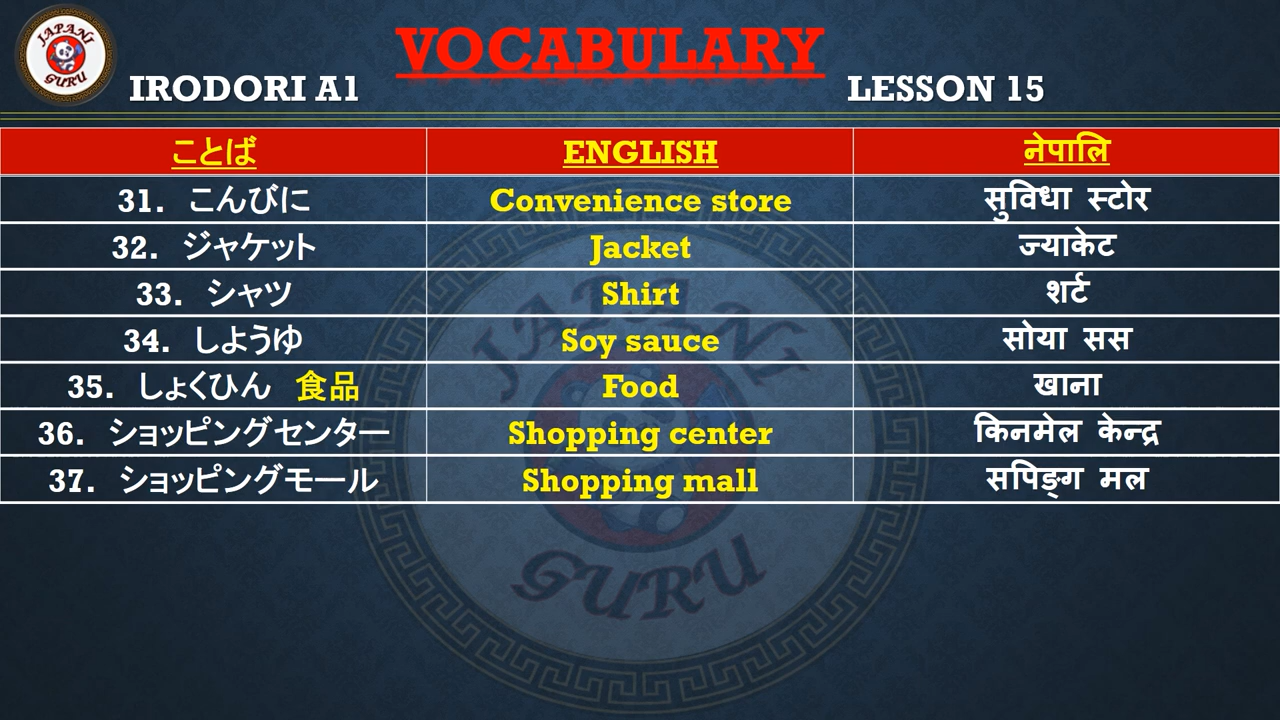 JAPANI
GURU
VOCABULARY
IRODORI A1 LESSON 15
ことば ENGLISH नेपालि
31. こんびに Convenience store सुविधा स्टोर
32. ジャケット Jacket ज्याकेट
33. シャツ Shirt शर्ट
34. しようゆ Soy sauce सोया सस
35. しょくひん 食品 Food खाना
36. ショッピングセンター Shopping center किनमेल केन्द्र
37. ショッピングモール Shopping mall सपिङ्ग मल
JAPANI
GURU